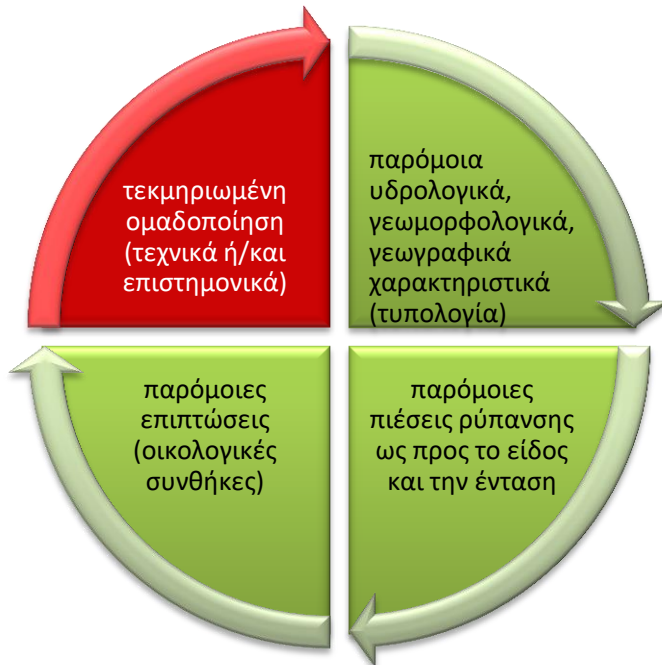 τεκμηριωμένη
ομαδοποίηση
(τεχνικά ή/και
επιστημονικά)
παρόμοια
υδρολογικά,
γεωμορφολογικά,
γεωγραφικά
χαρακτηριστικά
(τυπολογία)
παρόμοιες
επιπτώσεις
(οικολογικές
συνθήκες)
παρόμοιες
πιέσεις ρύπανσης
ως προς το είδος
και την ένταση